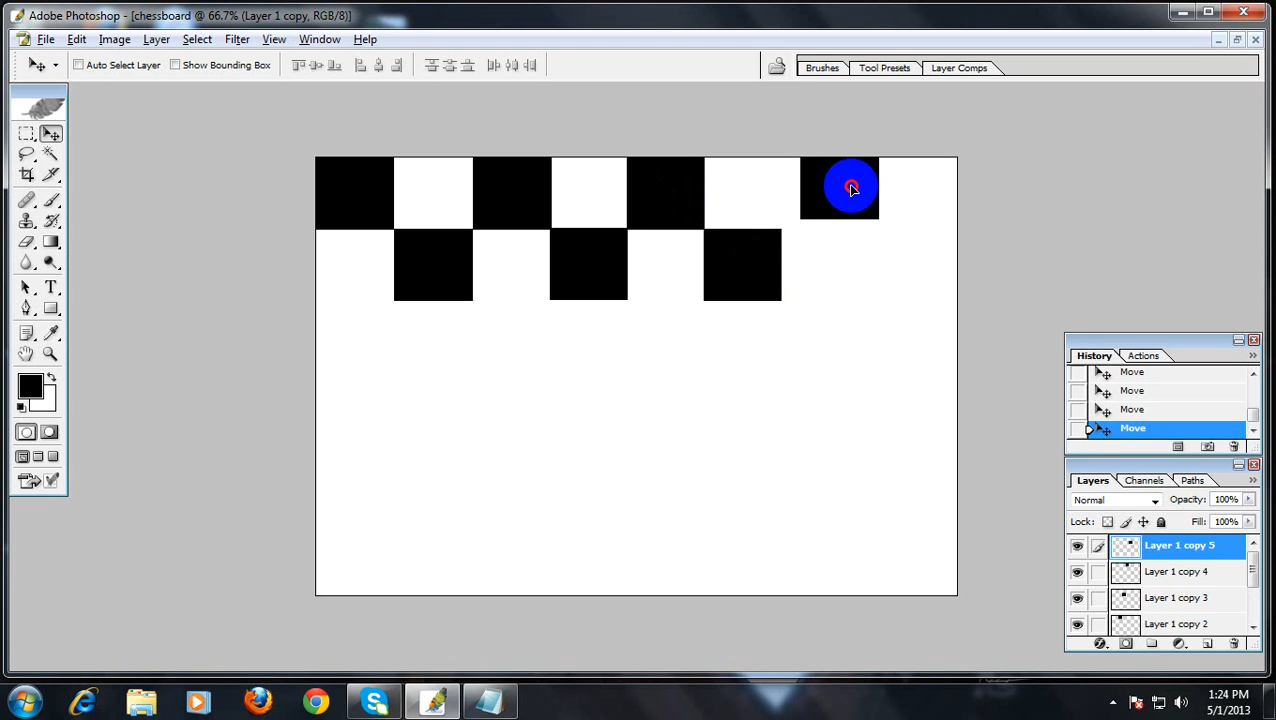 Adobe Photoshop - [chessboard @ 66.7% (Layer 1 copy, RGB/8)]
File Edit Image Layer Select Filter View Window Help
Auto Select Layer Show Bounding Box Brushes Tool Presets Layer Comps
T
History Actions
Move
Move
Move
Move
Layers Channels Paths
Normal Opacity: 100%
Lock: Fill: 100%
Layer 1 copy 5
Layer 1 copy 4
Layer 1 copy 3
Layer 1 copy 2
1:24 PM
5/1/2013